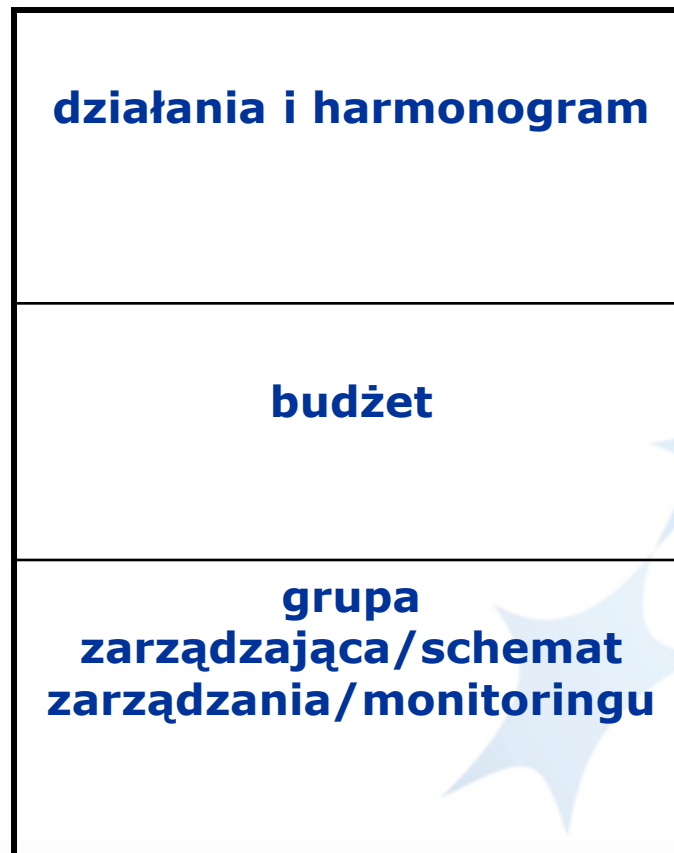 działania i harmonogram
budżet
grupa
zarządzająca/schemat
zarządzania/monitoringu